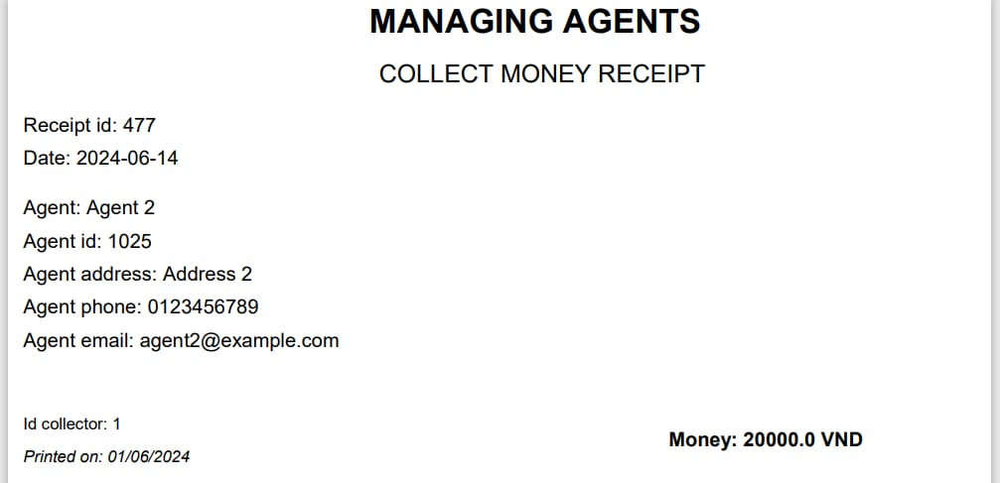 MANAGING AGENTS
COLLECT MONEY RECEIPT
Receipt id: 477
Date: 2024-06-14
Agent: Agent 2
Agent id: 1025
Agent address: Address 2
Agent phone: 0123456789
Agent email: agent2@example.com
Id collector: 1
Money: 20000.0 VND
Printed on: 01/06/2024